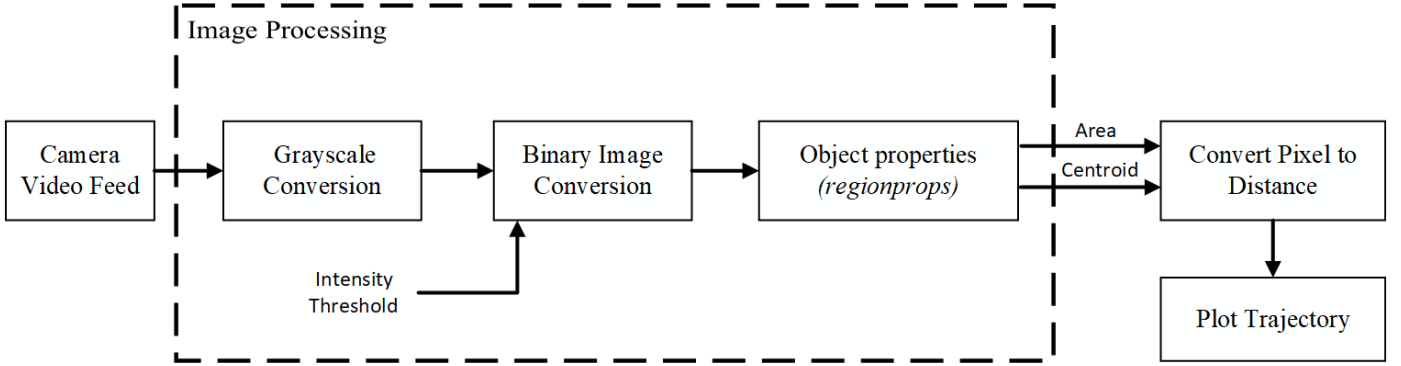 Image Processing
Camera
Video Feed
Grayscale
Conversion
Binary Image
Conversion
Object properties
(regionprops)
Area
Centroid
Convert Pixel to
Distance
Intensity
Threshold
Plot Trajectory